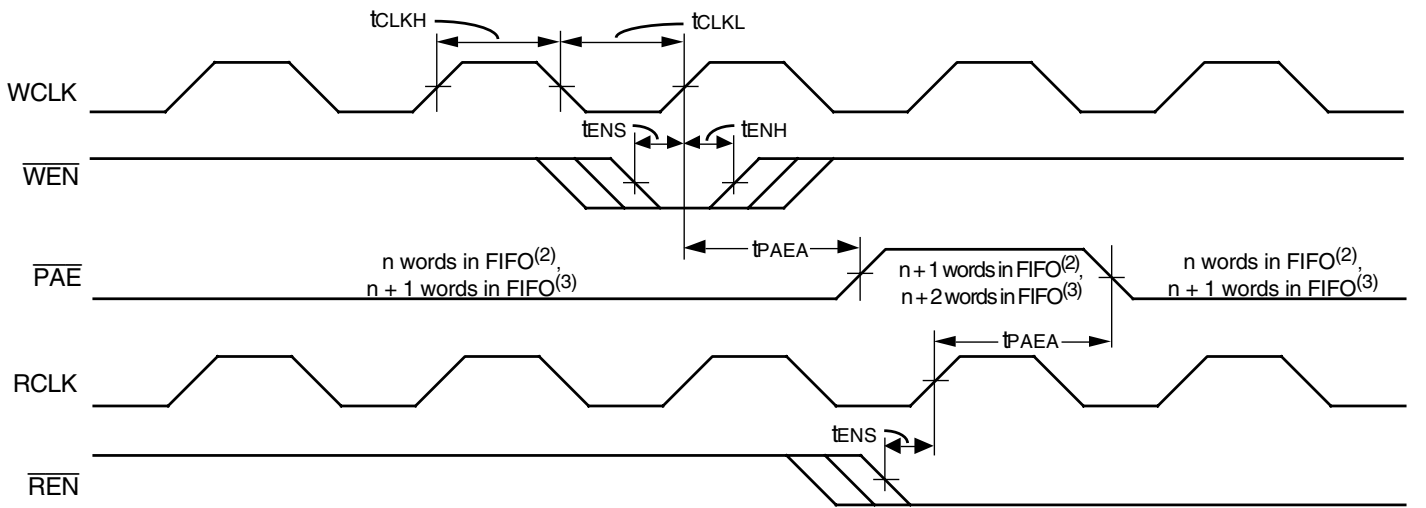 tCLKH
tCLKL
WCLK
tENS
tENH
WEN
tPAEA
PAE
n words in FIFO(2),
n + 1 words in FIFO(3)
n + 1 words in FIFO(2),
n + 2 words in FIFO(3)
n words in FIFO(2),
n + 1 words in FIFO(3)
tPAEA
RCLK
tENS
REN